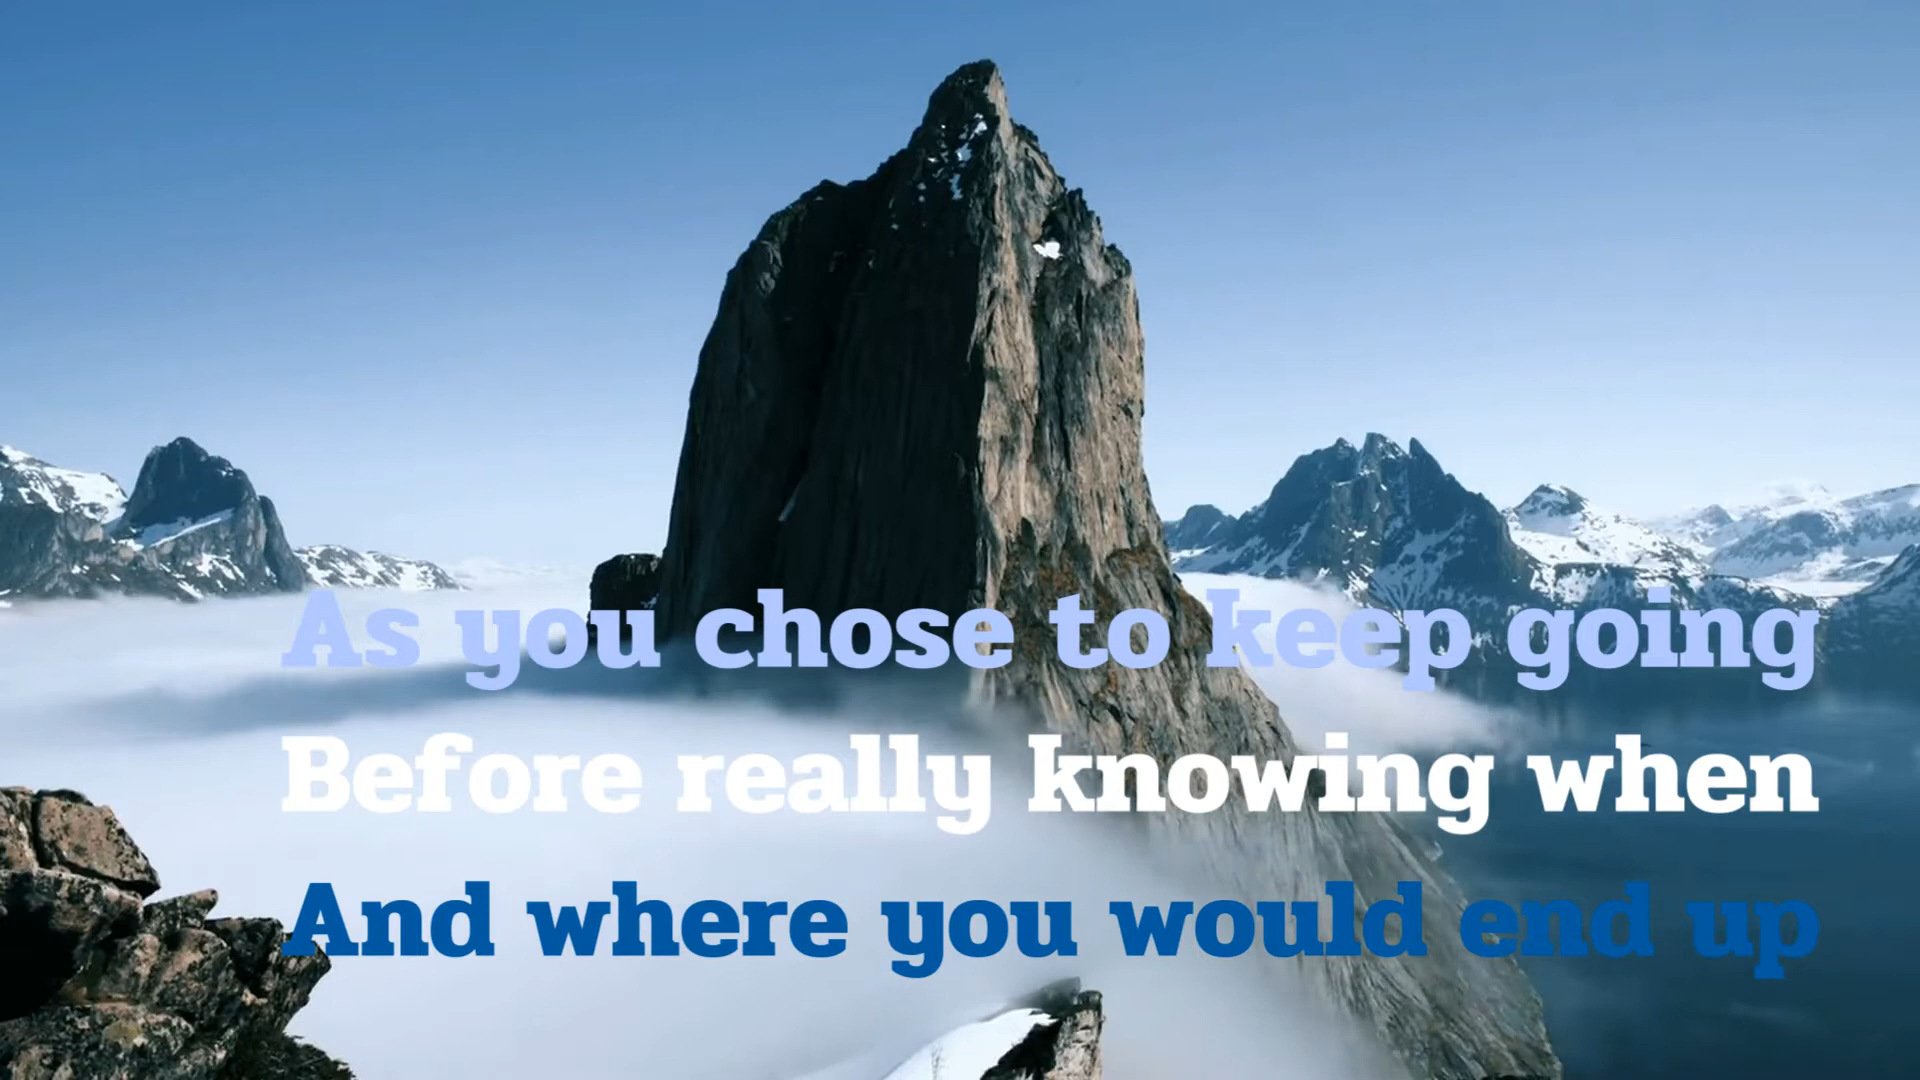 As you chose to keep going
Before really knowing when
And where you would end up